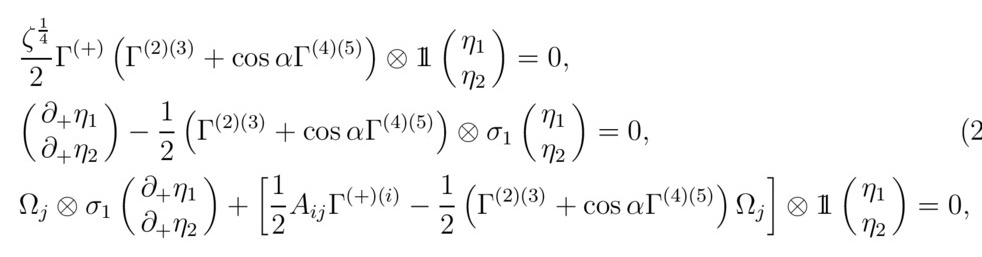 \frac{\zeta^{\frac{1}{4}}}{2}\Gamma^{(+)}\left(\Gamma^{(2)(3)}+\cos\alpha\Gamma^{(4)(5)}\right)\otimes 1\!\!1\begin{pmatrix}\eta_1\\\eta_2\end{pmatrix}=0,
\begin{pmatrix}\partial_+\eta_1\\\partial_+\eta_2\end{pmatrix}-\frac{1}{2}\left(\Gamma^{(2)(3)}+\cos\alpha\Gamma^{(4)(5)}\right)\otimes\sigma_1\begin{pmatrix}\eta_1\\\eta_2\end{pmatrix}=0, (2
\Omega_j\otimes\sigma_1\begin{pmatrix}\partial_+\eta_1\\\partial_+\eta_2\end{pmatrix}+\left[\frac{1}{2}A_{ij}\Gamma^{(+)(i)}-\frac{1}{2}\left(\Gamma^{(2)(3)}+\cos\alpha\Gamma^{(4)(5)}\right)\Omega_j\right]\otimes 1\!\!1\begin{pmatrix}\eta_1\\\eta_2\end{pmatrix}=0,